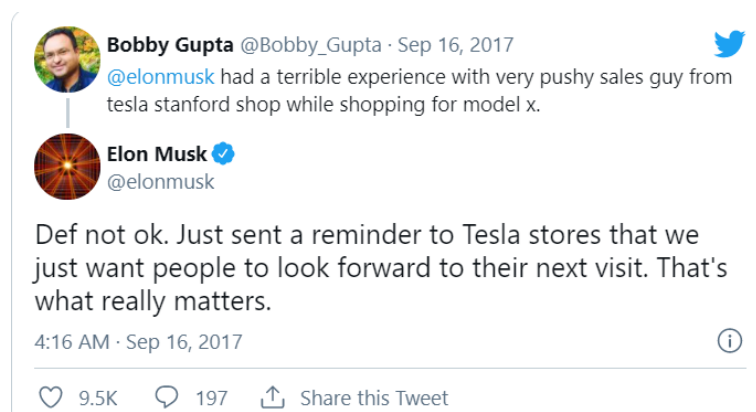 Bobby Gupta @Bobby_Gupta · Sep 16, 2017
@elonmusk had a terrible experience with very pushy sales guy from
tesla stanford shop while shopping for model x.
Elon Musk
@elonmusk
Def not ok. Just sent a reminder to Tesla stores that we
just want people to look forward to their next visit. That's
what really matters.
4:16 AM · Sep 16, 2017
9.5K 197 Share this Tweet